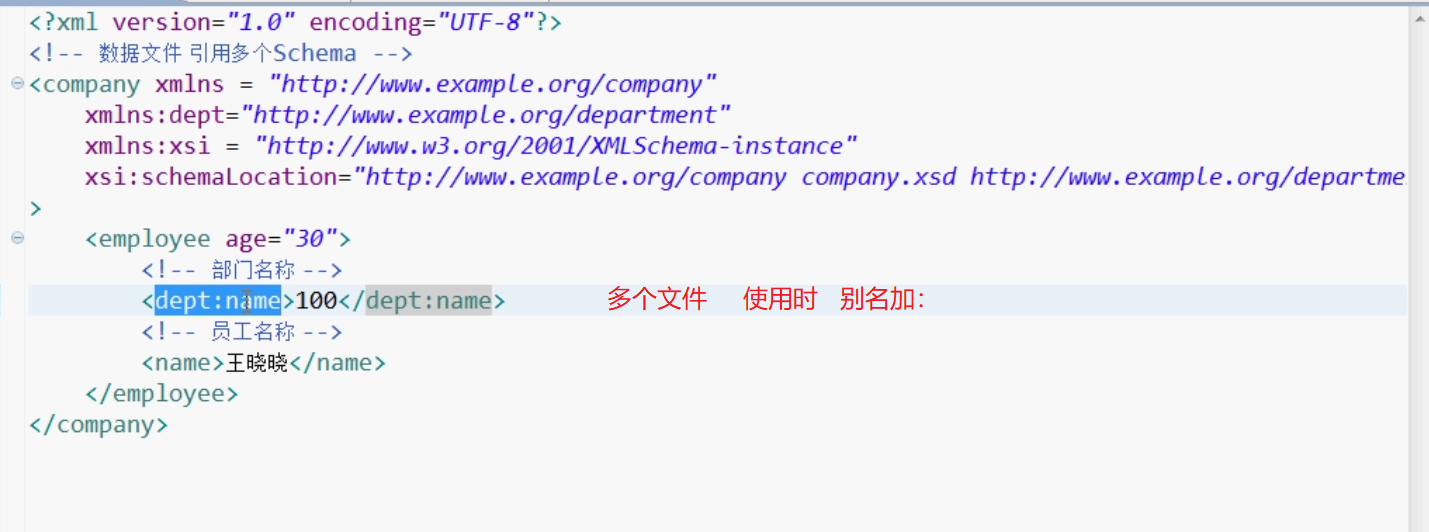 <?xml version="1.0" encoding="UTF-8"?>
<!-- 数据文件 引用多个Schema -->
<company xmlns = "http://www.example.org/company"
xmlns:dept="http://www.example.org/department"
xmlns:xsi = "http://www.w3.org/2001/XMLSchema-instance"
xsi:schemaLocation="http://www.example.org/company company.xsd http://www.example.org/departme
>
<employee age="30">
<!-- 部门名称 -->
<dept:name>100</dept:name> 多个文件 使用时 别名加：
<!-- 员工名称 -->
<name>王晓晓</name>
</employee>
</company>